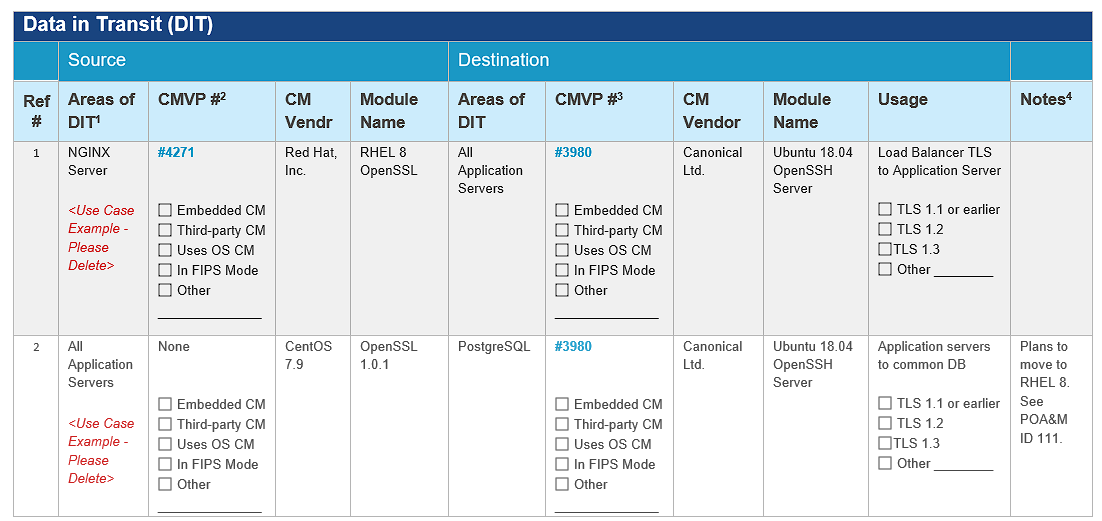 Data in Transit (DIT)
Source
Destination
Ref #
Areas of DIT1
CMVP #2
CM Vendr
Module Name
Areas of DIT
CMVP #3
CM Vendor
Module Name
Usage
Notes4
1
NGINX
Server
<Use Case
Example -
Please
Delete>
#4271
Embedded CM
Third-party CM
Uses OS CM
In FIPS Mode
Other
____________
Red Hat,
Inc.
RHEL 8
OpenSSL
All
Application
Servers
#3980
Embedded CM
Third-party CM
Uses OS CM
In FIPS Mode
Other
____________
Canonical
Ltd.
Ubuntu 18.04
OpenSSH
Server
Load Balancer TLS
to Application Server
TLS 1.1 or earlier
TLS 1.2
TLS 1.3
Other ________
2
All
Application
Servers
<Use Case
Example -
Please
Delete>
None
Embedded CM
Third-party CM
Uses OS CM
In FIPS Mode
Other
____________
CentOS
7.9
OpenSSL
1.0.1
PostgreSQL
#3980
Embedded CM
Third-party CM
Uses OS CM
In FIPS Mode
Other
____________
Canonical
Ltd.
Ubuntu 18.04
OpenSSH
Server
Application servers
to common DB
TLS 1.1 or earlier
TLS 1.2
TLS 1.3
Other ________
Plans to
move to
RHEL 8.
See
POA&M
ID 111.